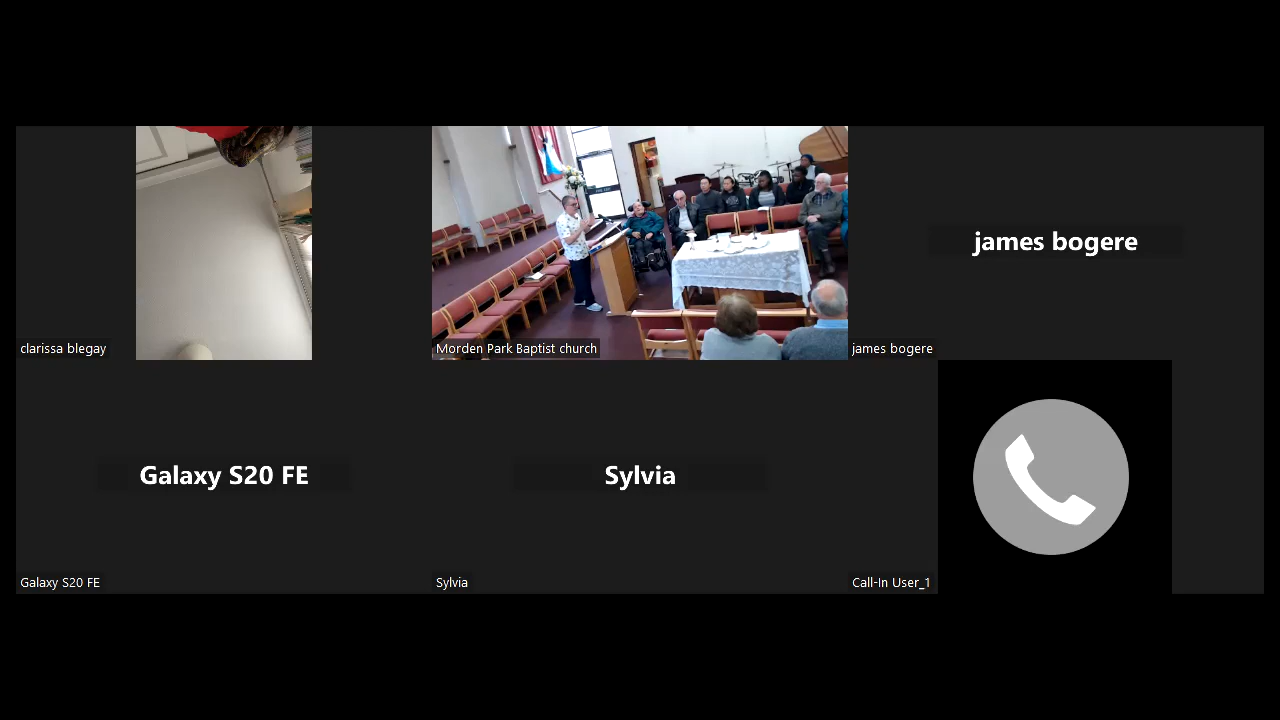 james bogere
clarissa blegay
Morden Park Baptist church
james bogere
Galaxy S20 FE
Sylvia
Galaxy S20 FE
Sylvia
Call-In User_1